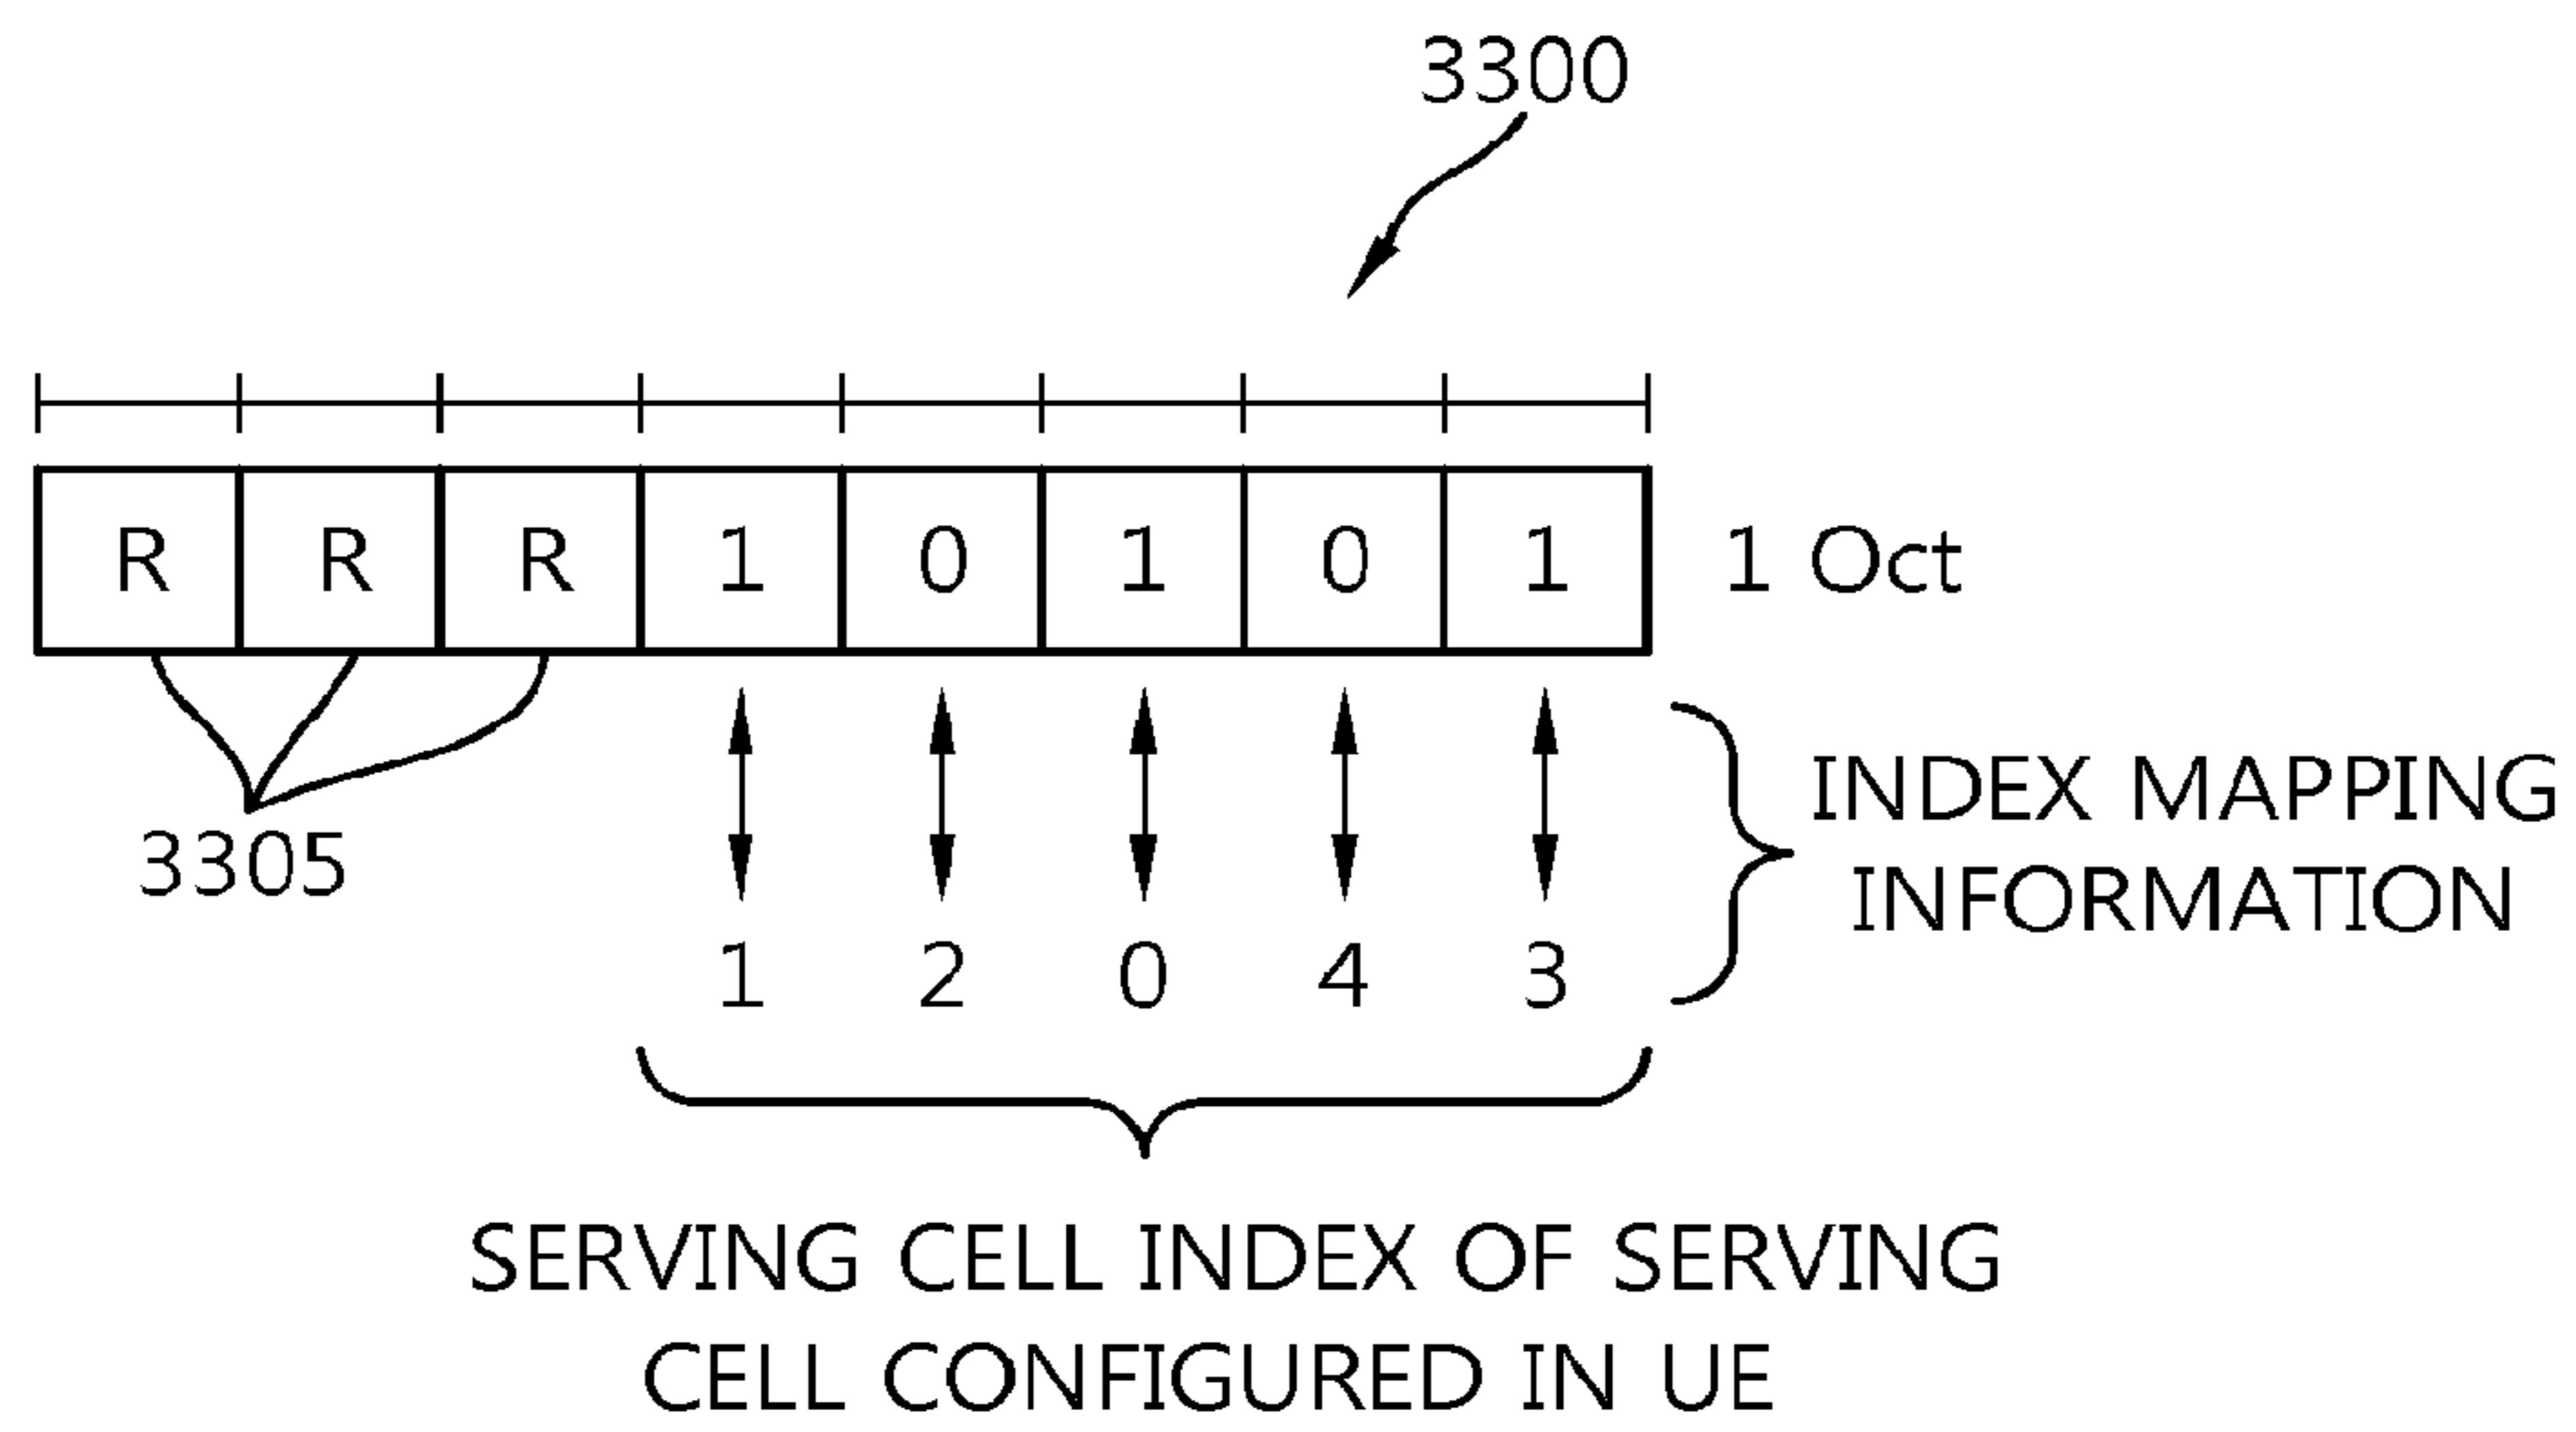 3300
R R R 1 0 1 0 1 1 Oct
3305
INDEX MAPPING
INFORMATION
1 2 0 4 3
SERVING CELL INDEX OF SERVING
CELL CONFIGURED IN UE